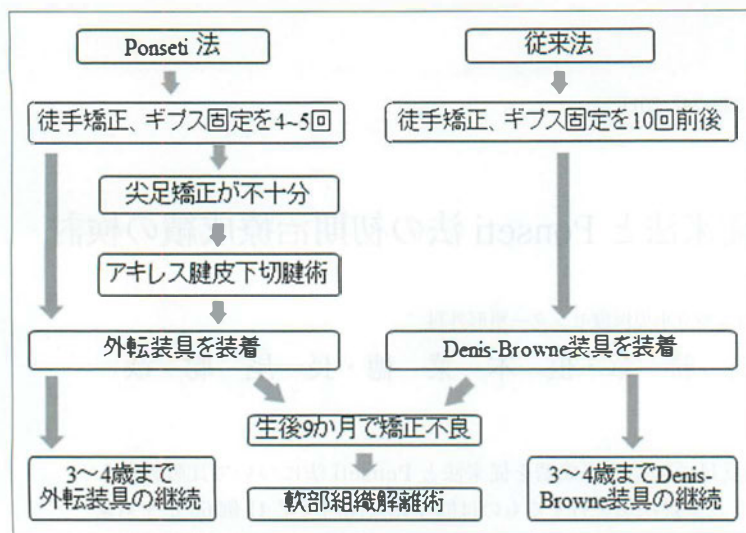 Ponseti 法
従来法
徒手矯正、ギプス固定を4~5回
徒手矯正、ギプス固定を10回前後
尖足矯正が不十分
アキレス腱皮下切腱術
外転装具を装着
Denis-Browne装具を装着
生後9か月で矯正不良
3～4歳まで
外転装具の継続
軟部組織解離術
3～4歳までDenis-
Browne装具の継続